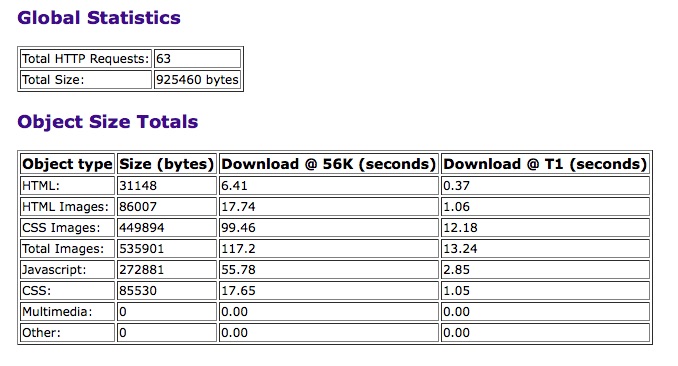 Global Statistics
Total HTTP Requests: 63
Total Size: 925460 bytes
Object Size Totals
Object type Size (bytes) Download @ 56K (seconds) Download @ T1 (seconds)
HTML: 31148 6.41 0.37
HTML Images: 86007 17.74 1.06
CSS Images: 449894 99.46 12.18
Total Images: 535901 117.2 13.24
Javascript: 272881 55.78 2.85
CSS: 85530 17.65 1.05
Multimedia: 0 0.00 0.00
Other: 0 0.00 0.00